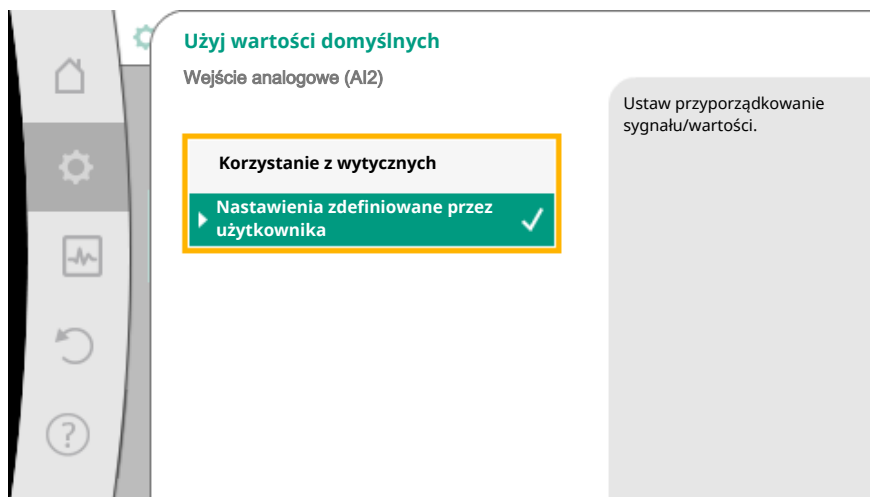 Użyj wartości domyślnych
Wejście analogowe (AI2)
Ustaw przyporządkowanie
sygnału/wartości.
Korzystanie z wytycznych
Nastawienia zdefiniowane przez
użytkownika
?